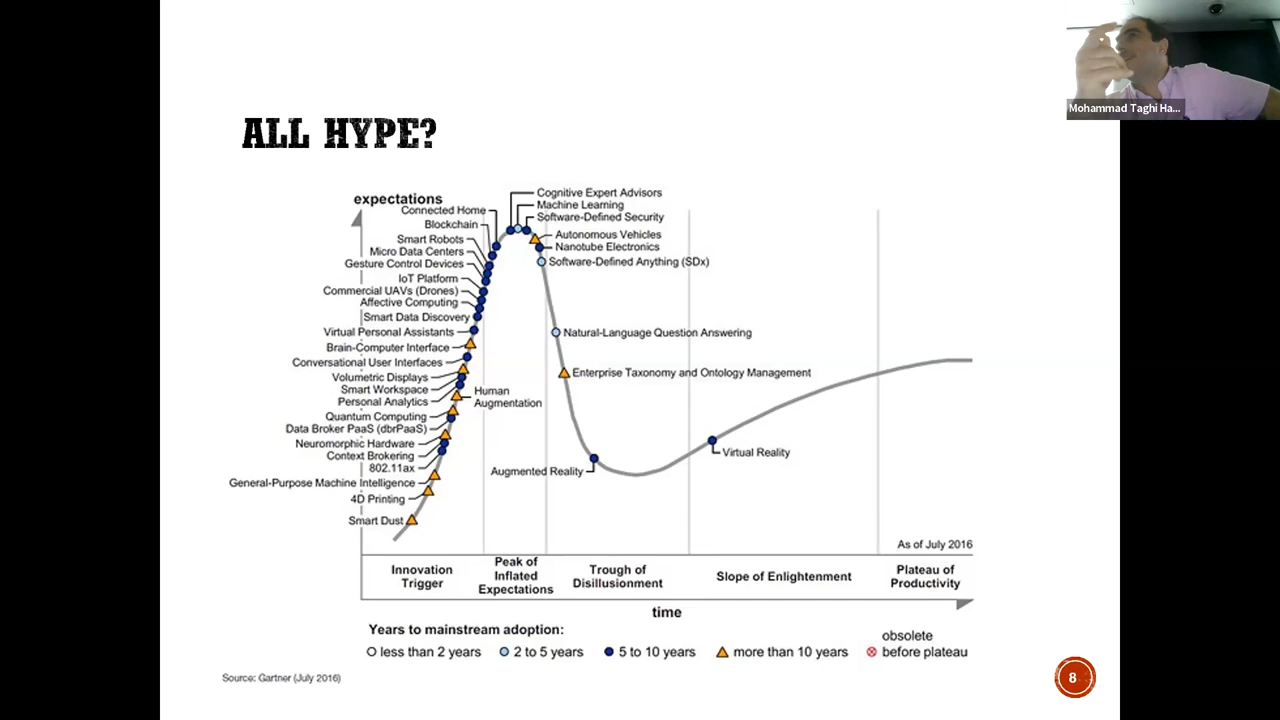 Mohammad Taghi Ha...
ALL HYPE?
expectations
Connected Home
Blockchain
Smart Robots
Micro Data Centers
Gesture Control Devices
IoT Platform
Commercial UAVs (Drones)
Affective Computing
Smart Data Discovery
Virtual Personal Assistants
Brain-Computer Interface
Conversational User Interfaces
Volumetric Displays
Smart Workspace
Personal Analytics
Quantum Computing
Data Broker PaaS (dbrPaaS)
Neuromorphic Hardware
Context Brokering
802.11ax
General-Purpose Machine Intelligence
4D Printing
Smart Dust
Human
Augmentation
Cognitive Expert Advisors
Machine Learning
Software-Defined Security
Autonomous Vehicles
Nanotube Electronics
Software-Defined Anything (SDx)
Natural-Language Question Answering
Enterprise Taxonomy and Ontology Management
Augmented Reality
Virtual Reality
As of July 2016
Innovation
Trigger
Peak of
Inflated
Expectations
Trough of
Disillusionment
Slope of Enlightenment
Plateau of
Productivity
time
Years to mainstream adoption:
less than 2 years
2 to 5 years
5 to 10 years
more than 10 years
obsolete
before plateau
Source: Gartner (July 2016)
8